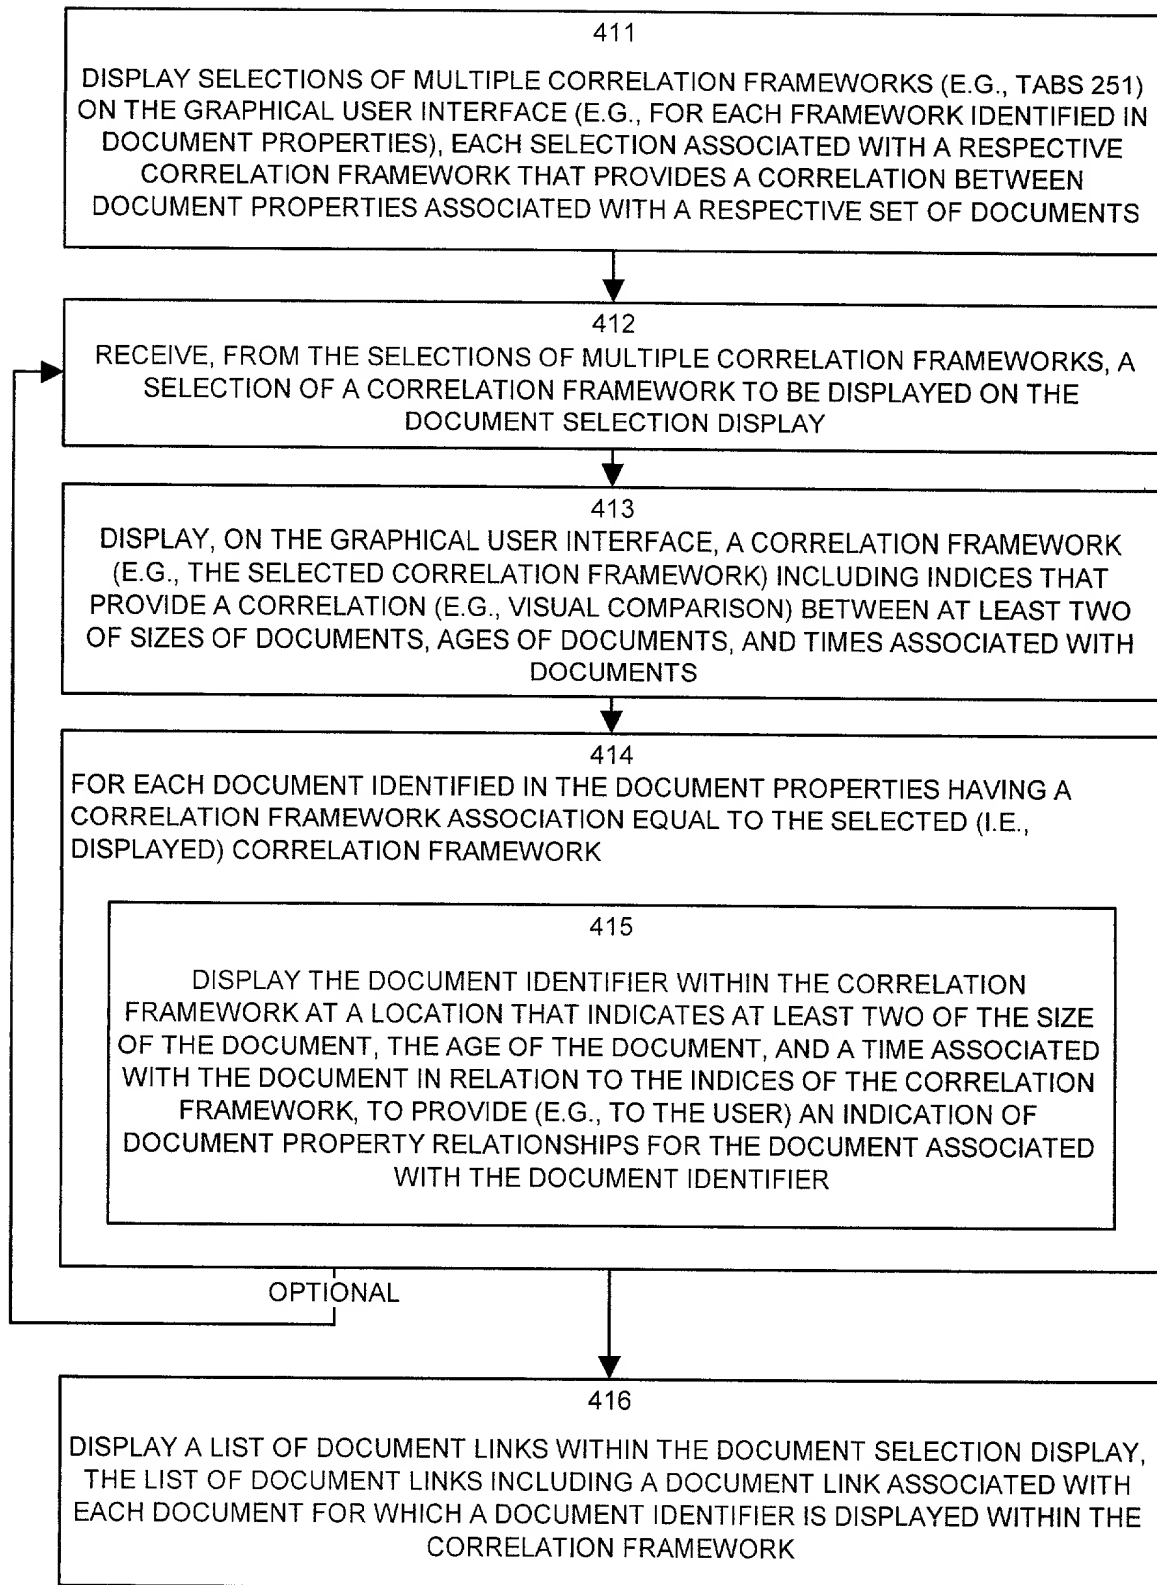 411
DISPLAY SELECTIONS OF MULTIPLE CORRELATION FRAMEWORKS (E.G., TABS 251)
ON THE GRAPHICAL USER INTERFACE (E.G., FOR EACH FRAMEWORK IDENTIFIED IN
DOCUMENT PROPERTIES), EACH SELECTION ASSOCIATED WITH A RESPECTIVE
CORRELATION FRAMEWORK THAT PROVIDES A CORRELATION BETWEEN
DOCUMENT PROPERTIES ASSOCIATED WITH A RESPECTIVE SET OF DOCUMENTS
412
RECEIVE, FROM THE SELECTIONS OF MULTIPLE CORRELATION FRAMEWORKS, A
SELECTION OF A CORRELATION FRAMEWORK TO BE DISPLAYED ON THE
DOCUMENT SELECTION DISPLAY
413
DISPLAY, ON THE GRAPHICAL USER INTERFACE, A CORRELATION FRAMEWORK
(E.G., THE SELECTED CORRELATION FRAMEWORK) INCLUDING INDICES THAT
PROVIDE A CORRELATION (E.G., VISUAL COMPARISON) BETWEEN AT LEAST TWO
OF SIZES OF DOCUMENTS, AGES OF DOCUMENTS, AND TIMES ASSOCIATED WITH
DOCUMENTS
414
FOR EACH DOCUMENT IDENTIFIED IN THE DOCUMENT PROPERTIES HAVING A
CORRELATION FRAMEWORK ASSOCIATION EQUAL TO THE SELECTED (I.E.,
DISPLAYED) CORRELATION FRAMEWORK
415
DISPLAY THE DOCUMENT IDENTIFIER WITHIN THE CORRELATION
FRAMEWORK AT A LOCATION THAT INDICATES AT LEAST TWO OF THE SIZE
OF THE DOCUMENT, THE AGE OF THE DOCUMENT, AND A TIME ASSOCIATED
WITH THE DOCUMENT IN RELATION TO THE INDICES OF THE CORRELATION
FRAMEWORK, TO PROVIDE (E.G., TO THE USER) AN INDICATION OF
DOCUMENT PROPERTY RELATIONSHIPS FOR THE DOCUMENT ASSOCIATED
WITH THE DOCUMENT IDENTIFIER
OPTIONAL
416
DISPLAY A LIST OF DOCUMENT LINKS WITHIN THE DOCUMENT SELECTION DISPLAY,
THE LIST OF DOCUMENT LINKS INCLUDING A DOCUMENT LINK ASSOCIATED WITH
EACH DOCUMENT FOR WHICH A DOCUMENT IDENTIFIER IS DISPLAYED WITHIN THE
CORRELATION FRAMEWORK